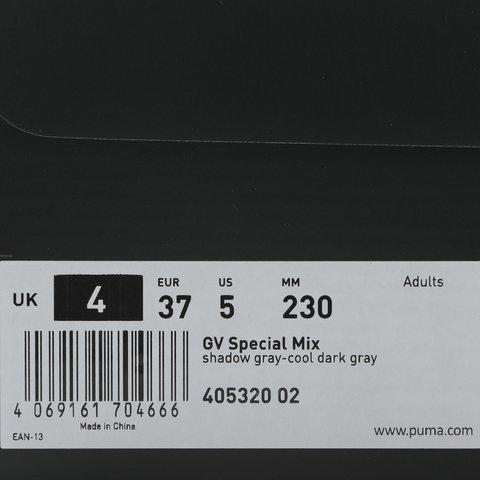 EUR US MM Adults
UK 4 37 5 230
GV Special Mix
shadow gray-cool dark gray
405320 02
4 069161 704666
Made in China
EAN-13
www.puma.com